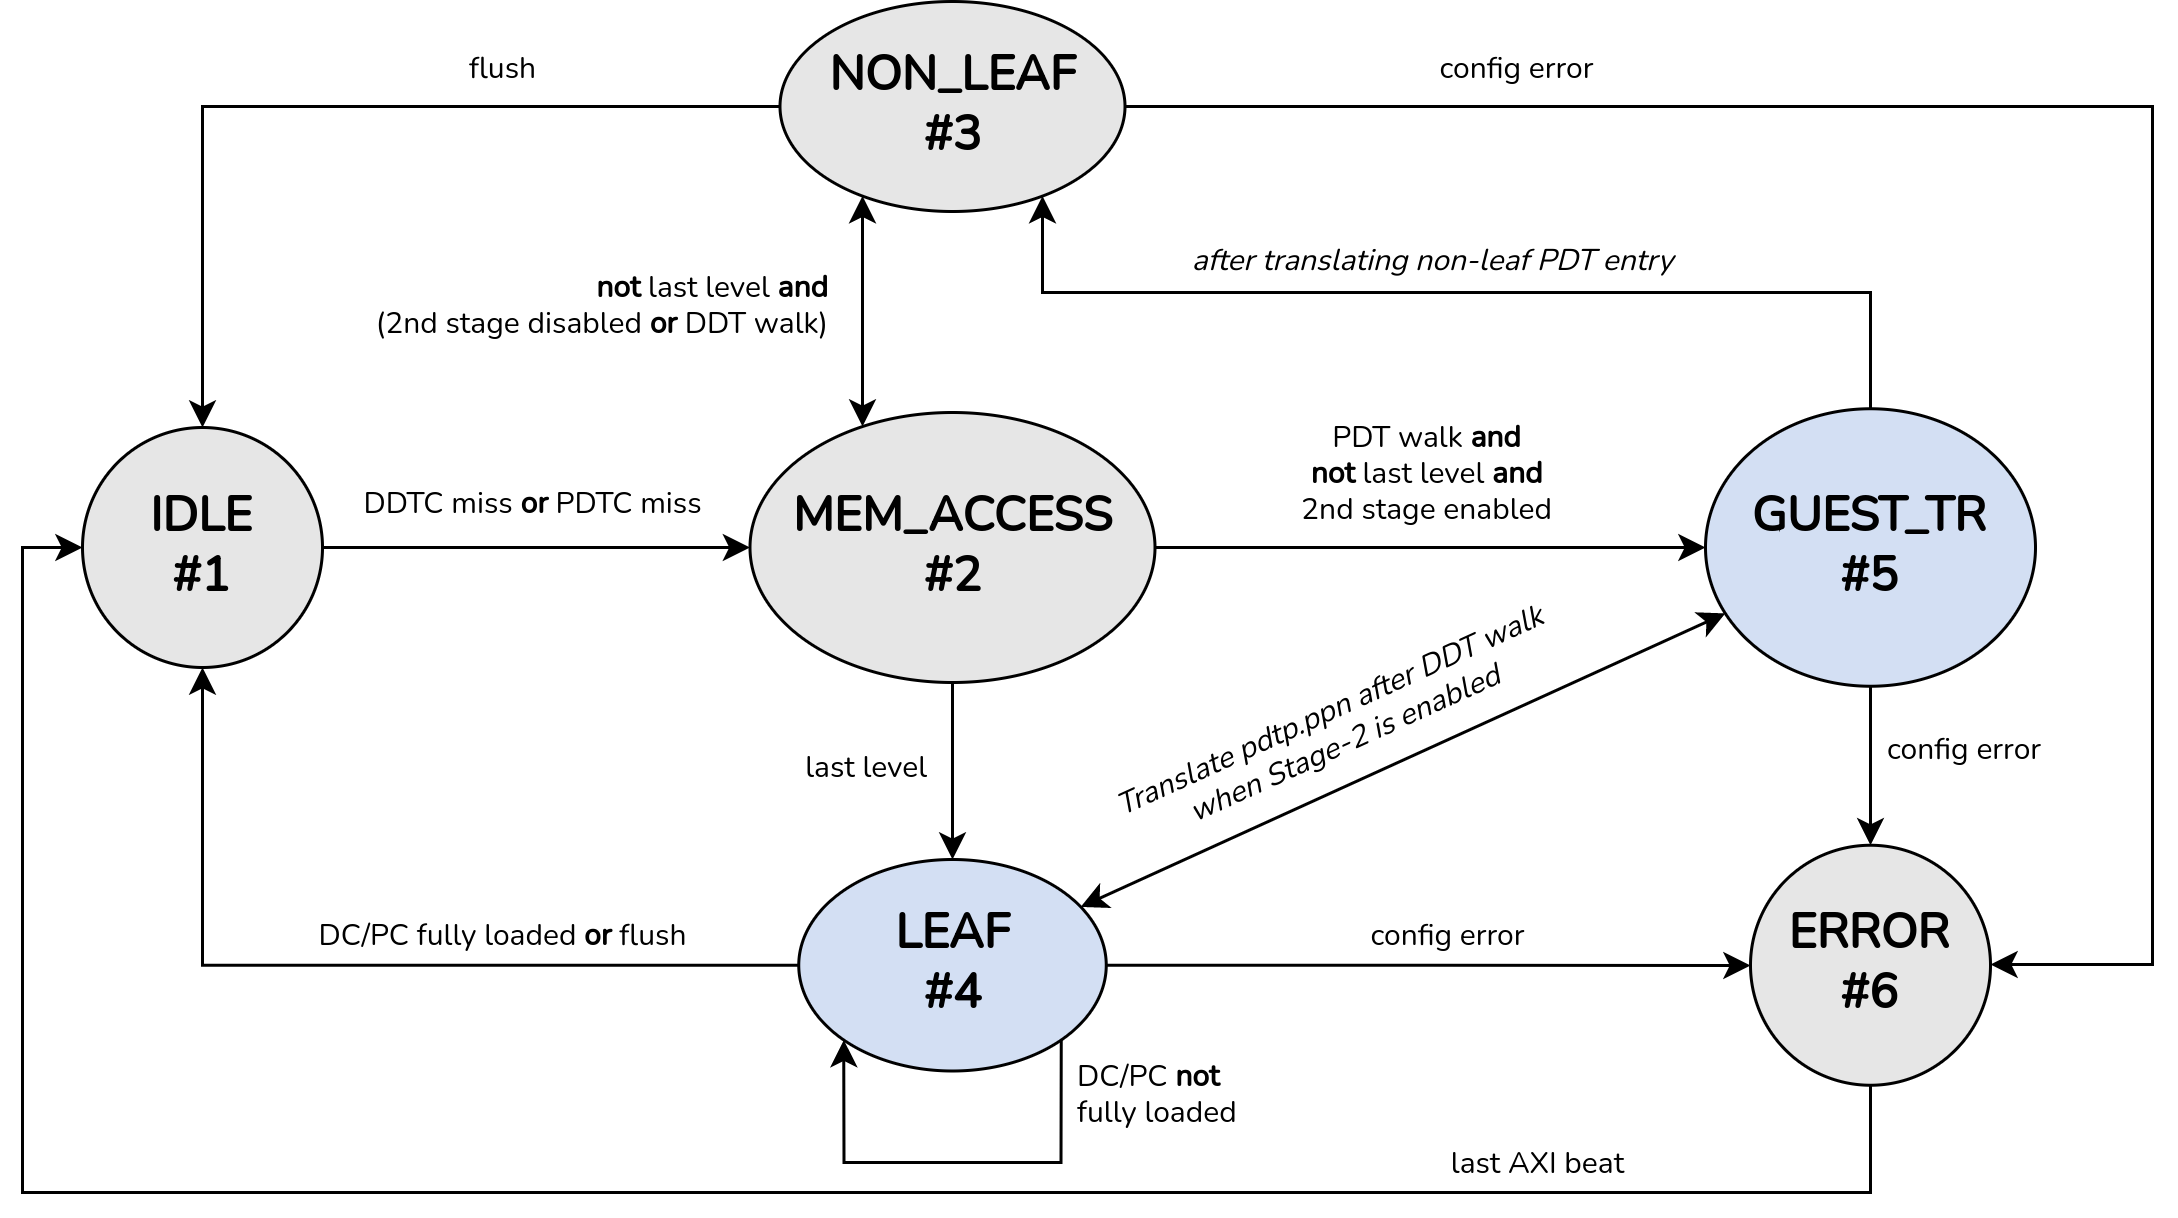 NON_LEAF
#3
flush
config error
after translating non-leaf PDT entry
not last level and
(2nd stage disabled or DDT walk)
PDT walk and
not last level and
2nd stage enabled
IDLE
#1
DDTC miss or PDTC miss
MEM_ACCESS
#2
GUEST_TR
#5
Translate pdtp.ppn after DDT walk
when Stage-2 is enabled
last level
config error
DC/PC fully loaded or flush
LEAF
#4
config error
ERROR
#6
DC/PC not
fully loaded
last AXI beat